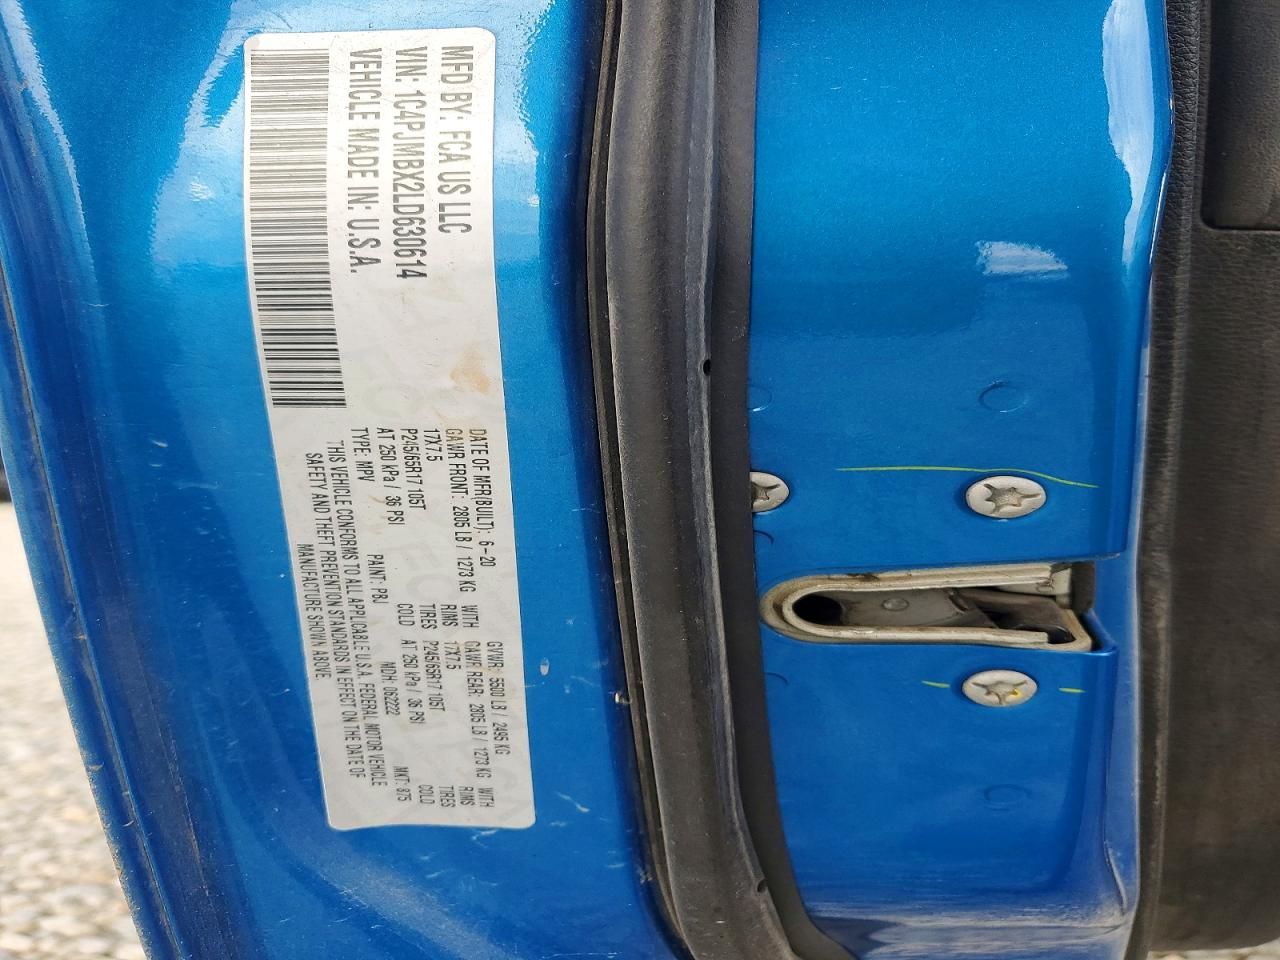 MFD BY: FCA US LLC
VIN: 1C4PJMBX2LD630614
VEHICLE MADE IN: U.S.A.
DATE OF MFR(BUILT): 6-20 GVWR: 5500 LB / 2495 KG
GAWR FRONT: 2805 LB / 1273 KG WITH GAWR REAR: 2805 LB / 1273 KG WITH
17X7.5 RIMS 17X7.5 RIMS
P245/65R17 105T TIRES P245/65R17 105T TIRES
AT 250 kPa / 36 PSI COLD AT 250 kPa / 36 PSI COLD
TYPE: MPV PAINT: PBJ MDH: 062222 MKT: 875
THIS VEHICLE CONFORMS TO ALL APPLICABLE U.S.A. FEDERAL MOTOR VEHICLE
SAFETY AND THEFT PREVENTION STANDARDS IN EFFECT ON THE DATE OF
MANUFACTURE SHOWN ABOVE.